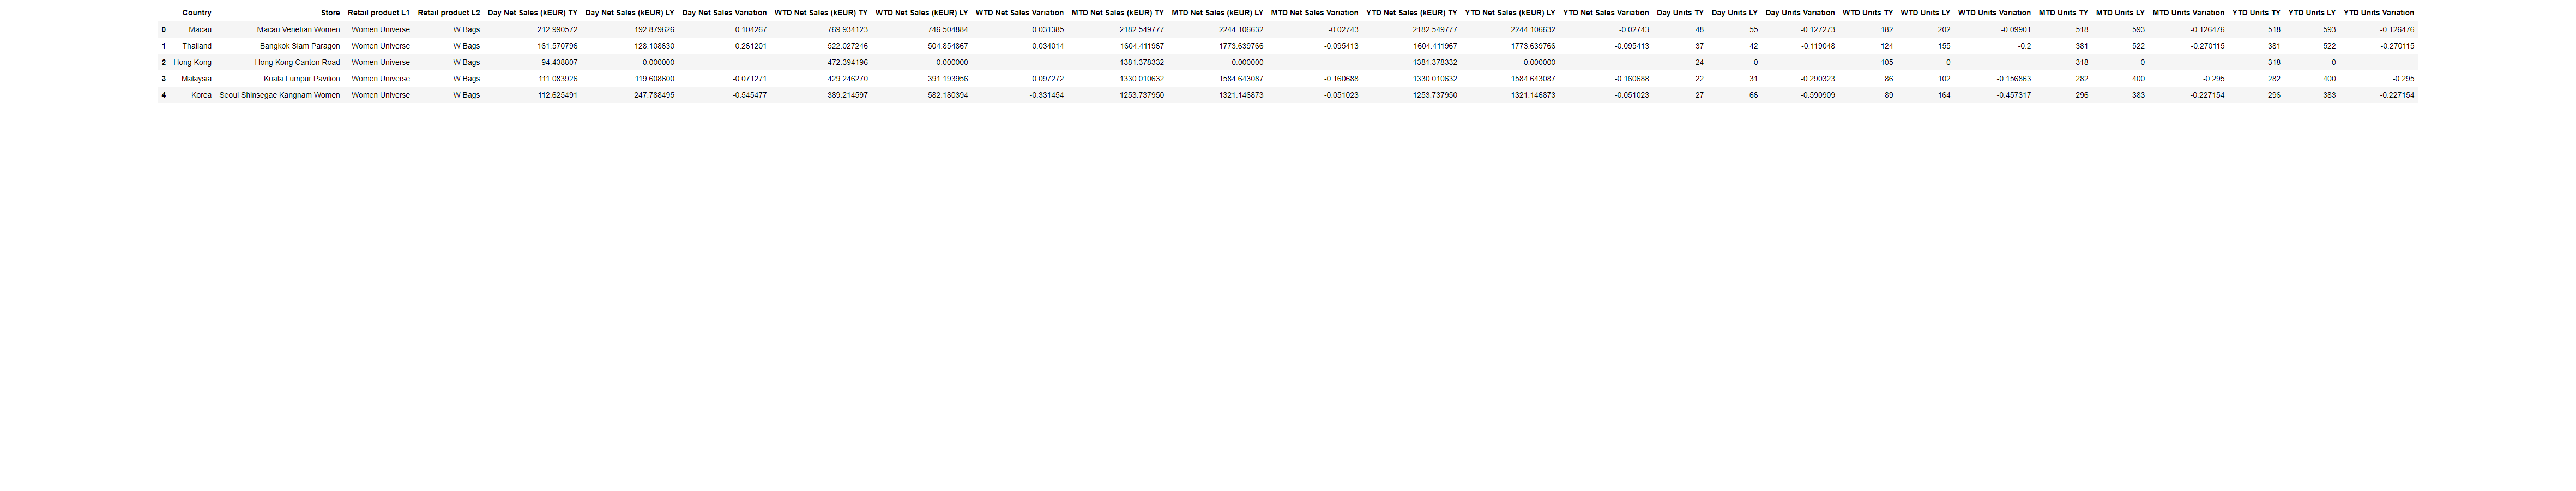 Country Store Retail product L1 Retail product L2 Day Net Sales (kEUR) TY Day Net Sales (kEUR) LY Day Net Sales Variation WTD Net Sales (kEUR) TY WTD Net Sales (kEUR) LY WTD Net Sales Variation MTD Net Sales (kEUR) TY MTD Net Sales (kEUR) LY MTD Net Sales Variation YTD Net Sales (kEUR) TY YTD Net Sales (kEUR) LY YTD Net Sales Variation Day Units TY Day Units LY Day Units Variation WTD Units TY WTD Units LY WTD Units Variation MTD Units TY MTD Units LY MTD Units Variation YTD Units TY YTD Units LY YTD Units Variation
0 Macau Macau Venetian Women Women Universe W Bags 212.990572 192.879626 0.104267 769.934123 746.504884 0.031385 2182.549777 2244.106632 -0.02743 2182.549777 2244.106632 -0.02743 48 55 -0.127273 182 202 -0.09901 518 593 -0.126476 518 593 -0.126476
1 Thailand Bangkok Siam Paragon Women Universe W Bags 161.570796 128.108630 0.261201 522.027246 504.854867 0.034014 1604.411967 1773.639766 -0.095413 1604.411967 1773.639766 -0.095413 37 42 -0.119048 124 155 -0.2 381 522 -0.270115 381 522 -0.270115
2 Hong Kong Hong Kong Canton Road Women Universe W Bags 94.438807 0.000000 - 472.394196 0.000000 - 1381.378332 0.000000 - 1381.378332 0.000000 - 24 0 - 105 0 - 318 0 - 318 0 -
3 Malaysia Kuala Lumpur Pavilion Women Universe W Bags 111.083926 119.608600 -0.071271 429.246270 391.193956 0.097272 1330.010632 1584.643087 -0.160688 1330.010632 1584.643087 -0.160688 22 31 -0.290323 86 102 -0.156863 282 400 -0.295 282 400 -0.295
4 Korea Seoul Shinsegae Kangnam Women Women Universe W Bags 112.625491 247.788495 -0.545477 389.214597 582.180394 -0.331454 1253.737950 1321.146873 -0.051023 1253.737950 1321.146873 -0.051023 27 66 -0.590909 89 164 -0.457317 296 383 -0.227154 296 383 -0.227154